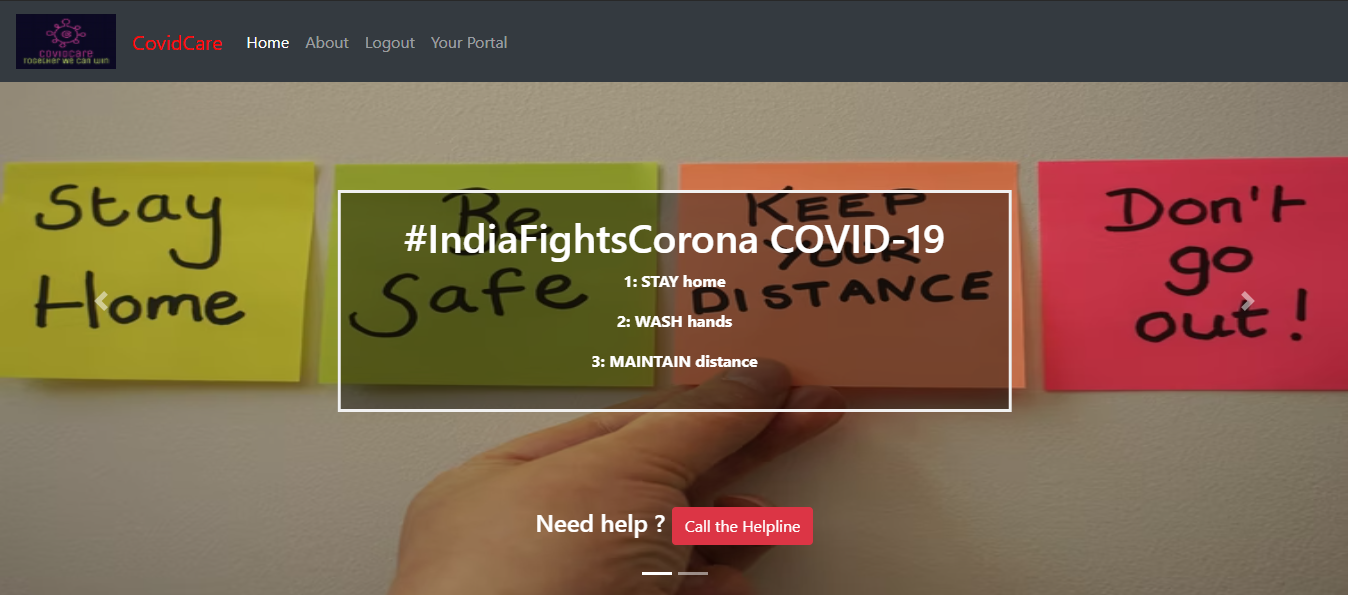 covidcare
Together we can win
CovidCare Home About Logout Your Portal
Stay
Home
Be
Safe
KEEP
YOUR
DISTANCE
Don't
go
out!
#IndiaFightsCorona COVID-19
1: STAY home
2: WASH hands
3: MAINTAIN distance
Need help ? Call the Helpline